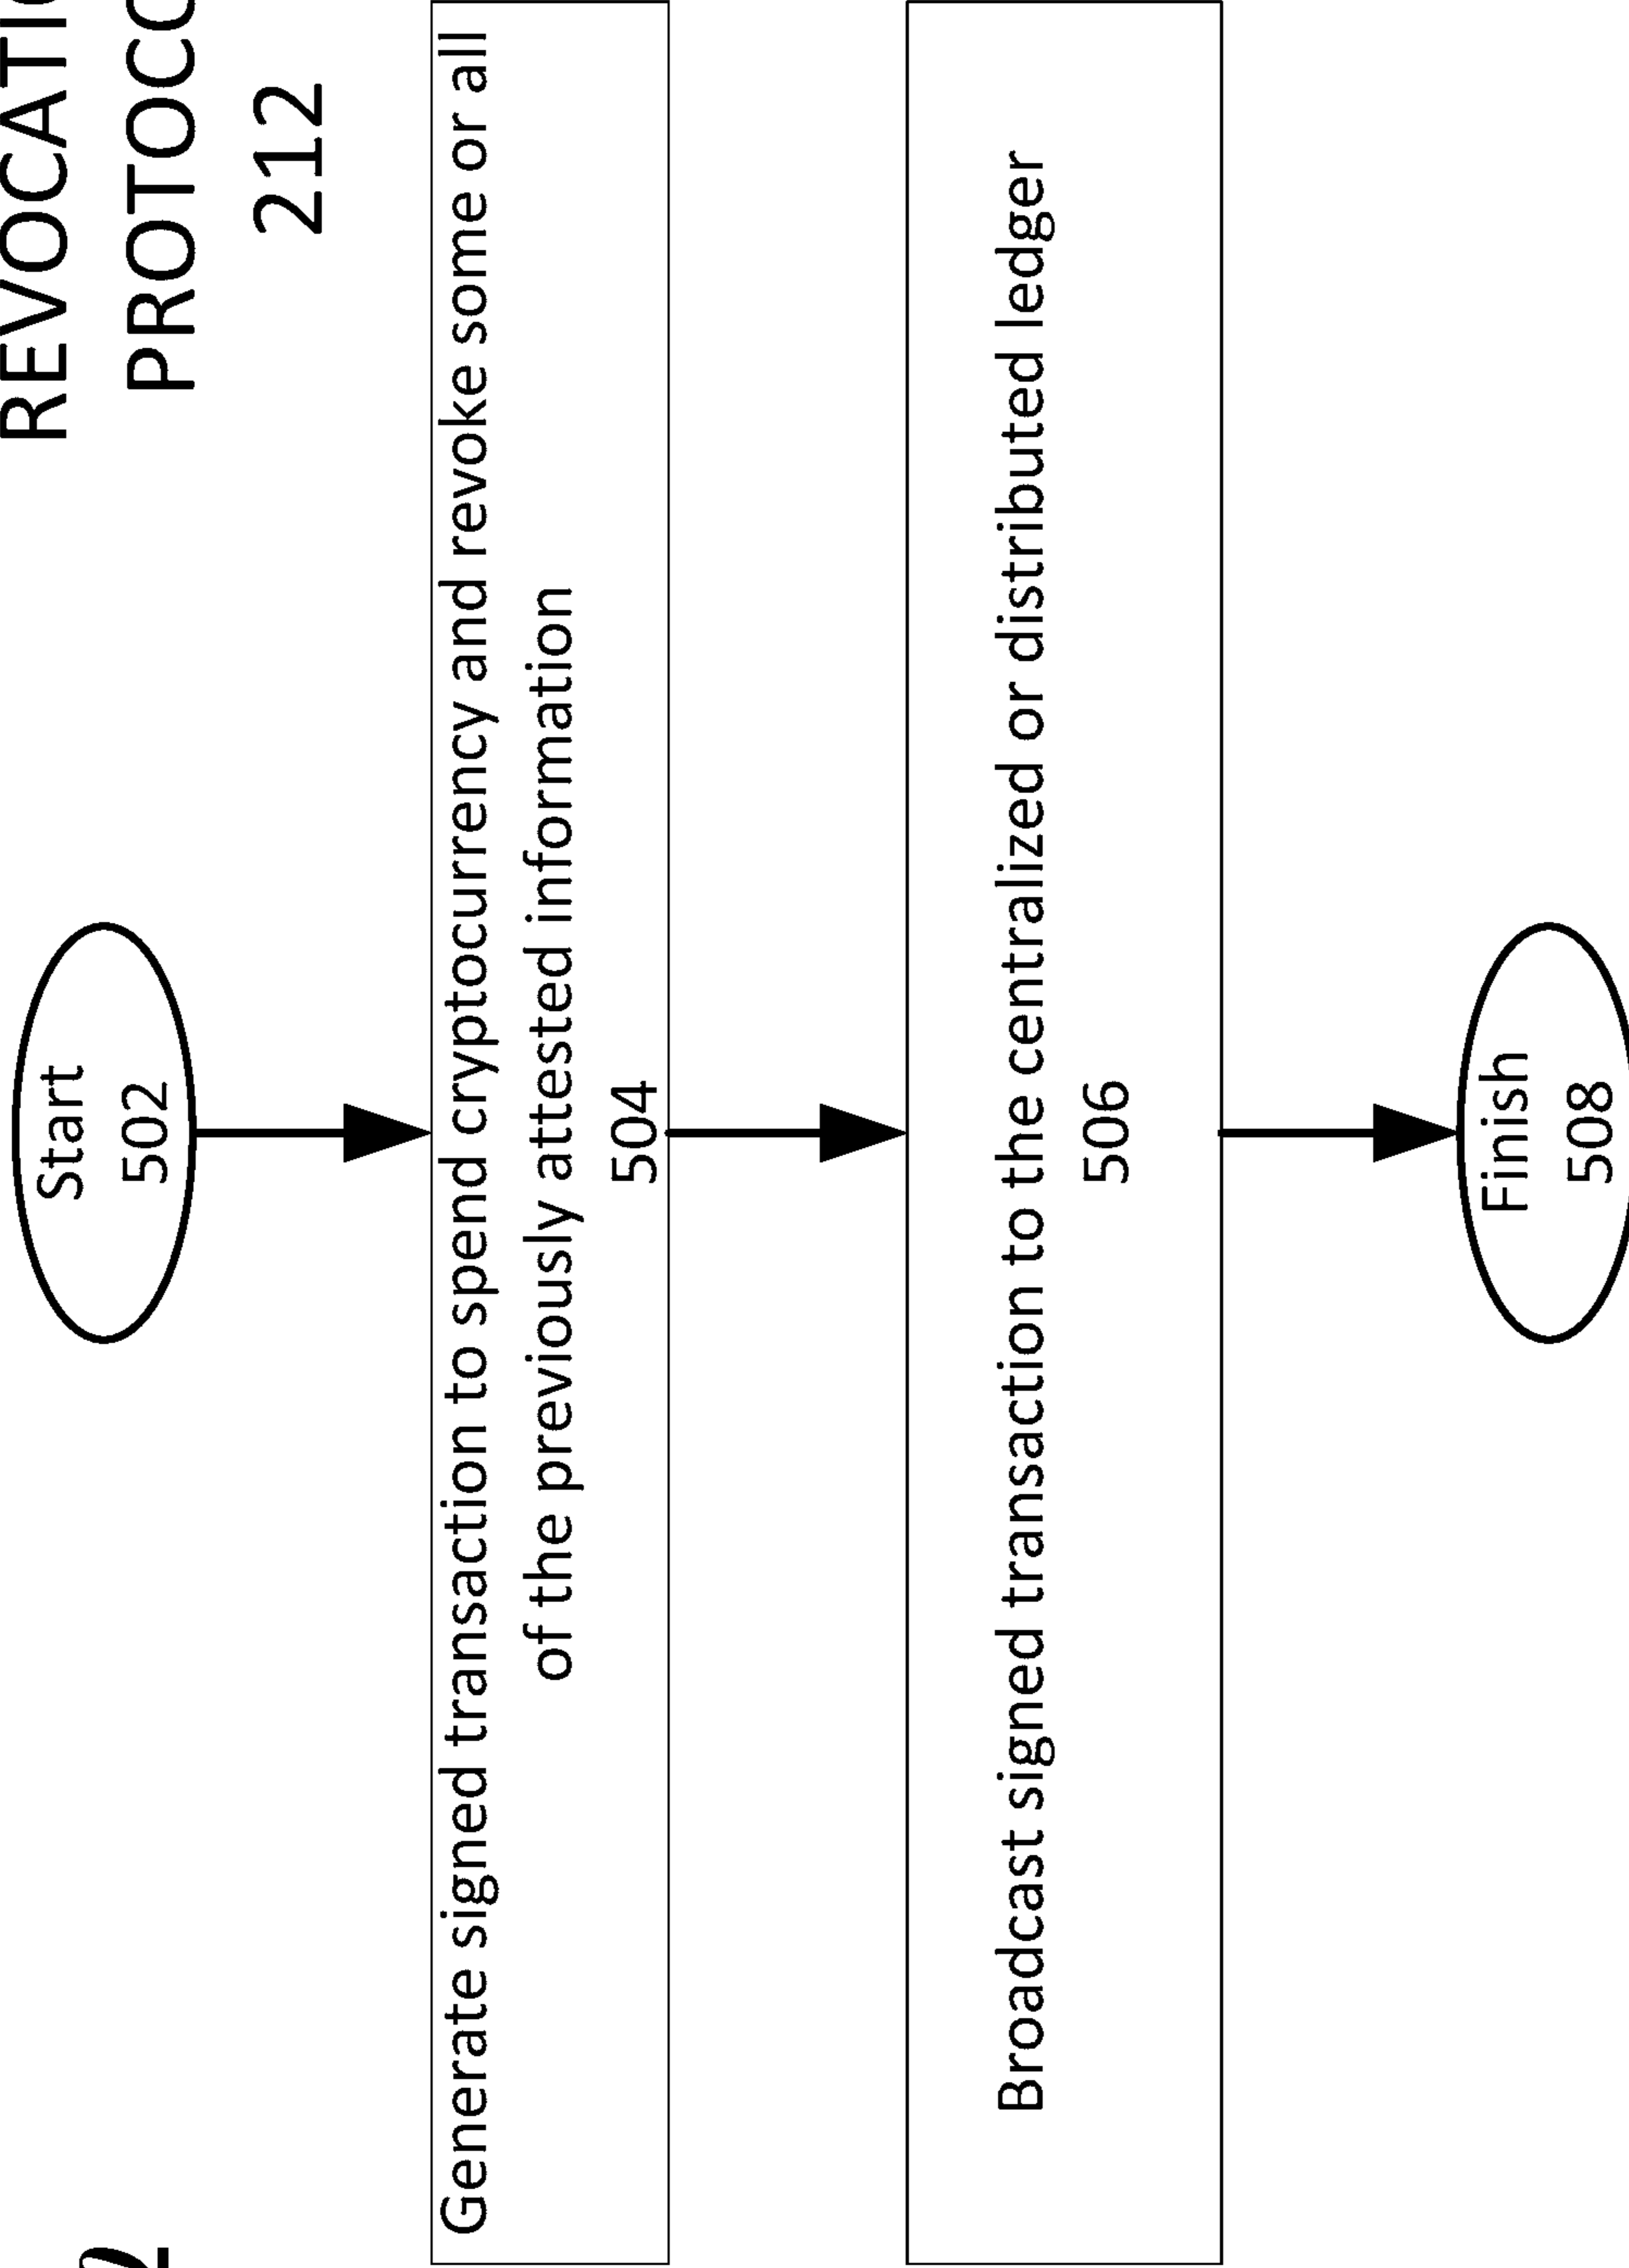 REVOCATIO
PROTOCO
212
Start
502
Generate signed transaction to spend cryptocurrency and revoke some or all
of the previously attested information
504
Broadcast signed transaction to the centralized or distributed ledger
506
Finish
508